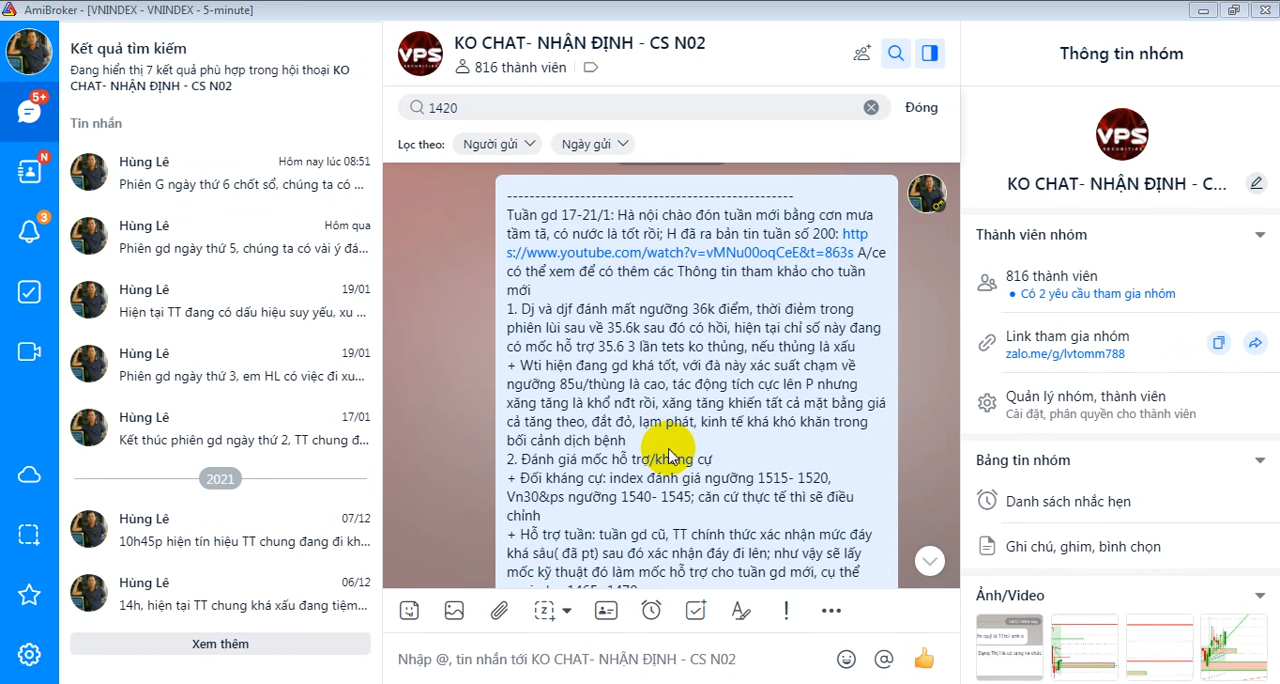 AmiBroker - [VNINDEX - VNINDEX - 5-minute]
Kết quả tìm kiếm
Đang hiển thị 7 kết quả phù hợp trong hội thoại KO
CHAT- NHẬN ĐỊNH - CS N02
Tin nhắn
5+
N
3
Hùng Lê
Hôm nay lúc 08:51
Phiên G ngày thứ 6 chốt sổ, chúng ta có ...
Hùng Lê
Hôm qua
Phiên gd ngày thứ 5, chúng ta có vài ý đá...
Hùng Lê
19/01
Hiện tại TT đang có dấu hiệu suy yếu, xu ...
Hùng Lê
19/01
Phiên gd ngày thứ 3, em HL có việc đi xu...
Hùng Lê
17/01
Kết thúc phiên gd ngày thứ 2, TT chung đ...
2021
Hùng Lê
07/12
10h45p hiện tín hiệu TT chung đang đi kh...
Hùng Lê
06/12
14h, hiện tại TT chung khá xấu đang tiệm...
Xem thêm
VPS
SECURITIES
KO CHAT- NHẬN ĐỊNH - CS N02
816 thành viên
1420
Đóng
Lọc theo:
Người gửi
Ngày gửi
------------------------------------------------
Tuần gd 17-21/1: Hà nội chào đón tuần mới bằng cơn mưa
tầm tã, có nước là tốt rồi; H đã ra bản tin tuần số 200: http
s://www.youtube.com/watch?v=vMNu00oqCeE&t=863s A/ce
có thể xem để có thêm các Thông tin tham khảo cho tuần
mới
1. Dj và djf đánh mất ngưỡng 36k điểm, thời điẻm trong
phiên lùi sau về 35.6k sau đó có hồi, hiện tại chỉ số này đang
có mốc hỗ trợ 35.6 3 lần tets ko thủng, nếu thủng là xấu
+ Wti hiện đang gd khá tốt, với đà này xác suất chạm về
ngưỡng 85u/thùng là cao, tác động tích cực lên P nhưng
xăng tăng là khổ nđt rồi, xăng tăng khiến tất cả mặt bằng giá
cả tăng theo, đắt đỏ, lạm phát, kinh tế khá khó khăn trong
bối cảnh dịch bệnh
2. Đánh giá mốc hỗ trợ/kháng cự
+ Đối kháng cự: index đánh giá ngưỡng 1515- 1520,
Vn30&ps ngưỡng 1540- 1545; căn cứ thực tế thì sẽ điều
chỉnh
+ Hỗ trợ tuần: tuần gd cũ, TT chính thức xác nhận mức đáy
khá sâu( đã pt) sau đó xác nhận đáy đi lên; như vậy sẽ lấy
mốc kỹ thuật đó làm mốc hỗ trợ cho tuần gd mới, cụ thể
Nhập @, tin nhắn tới KO CHAT- NHẬN ĐỊNH - CS N02
Thông tin nhóm
VPS
SECURITIES
KO CHAT- NHẬN ĐỊNH - C...
Thành viên nhóm
816 thành viên
Có 2 yêu cầu tham gia nhóm
Link tham gia nhóm
zalo.me/g/lvtomm788
Quản lý nhóm, thành viên
Cài đặt, phân quyền cho thành viên
Bảng tin nhóm
Danh sách nhắc hẹn
Ghi chú, ghim, bình chọn
Ảnh/Video